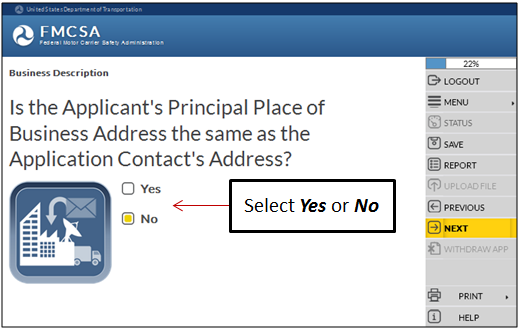 United States Department of Transportation
FMCSA
Federal Motor Carrier Safety Administration
Business Description
Is the Applicant's Principal Place of
Business Address the same as the
Application Contact's Address?
Yes
No
Select Yes or No
22%
LOGOUT
MENU
STATUS
SAVE
REPORT
UPLOAD FILE
PREVIOUS
NEXT
WITHDRAW APP
PRINT
HELP